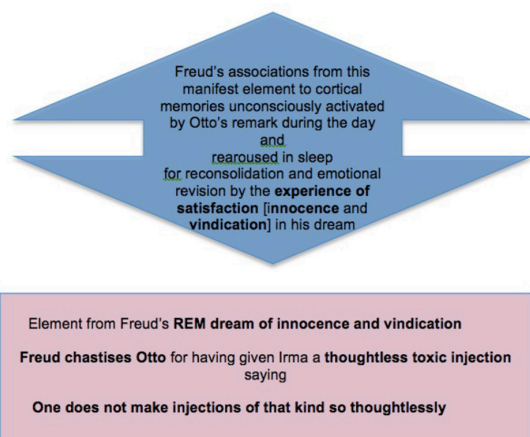 Freud's associations from this
manifest element to cortical
memories unconsciously activated
by Otto's remark during the day
and
rearoused in sleep
for reconsolidation and emotional
revision by the experience of
satisfaction [innocence and
vindication] in his dream
Element from Freud's REM dream of innocence and vindication
Freud chastises Otto for having given Irma a thoughtless toxic injection
saying
One does not make injections of that kind so thoughtlessly